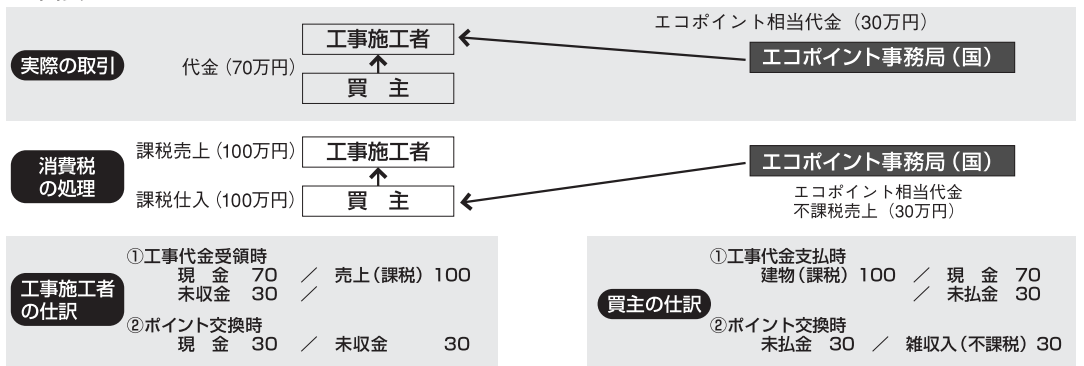 エコポイント相当代金（30万円）
実際の取引
代金（70万円）
工事施工者
買　主
エコポイント事務局（国）
消費税
の処理
課税売上（100万円）
工事施工者
課税仕入（100万円）
買　主
エコポイント事務局（国）
エコポイント相当代金
不課税売上（30万円）
工事施工者
の仕訳
①工事代金受領時
現　金　70　／　売上（課税）100
未収金　30　／
②ポイント交換時
現　金　30　／　未収金　30
買主の仕訳
①工事代金支払時
建物（課税）100　／　現　金　70
／　未払金　30
②ポイント交換時
未払金　30　／　雑収入（不課税）30